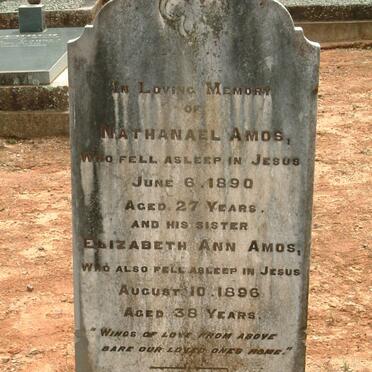 In Loving Memory
of
Nathanael Amos,
Who fell asleep in Jesus
June 6. 1890
Aged 27 Years.
and his sister
Elizabeth Ann Amos,
Who also fell asleep in Jesus
August 10. 1896
Aged 38 Years.
"Wings of love from above
bare our loved ones home."